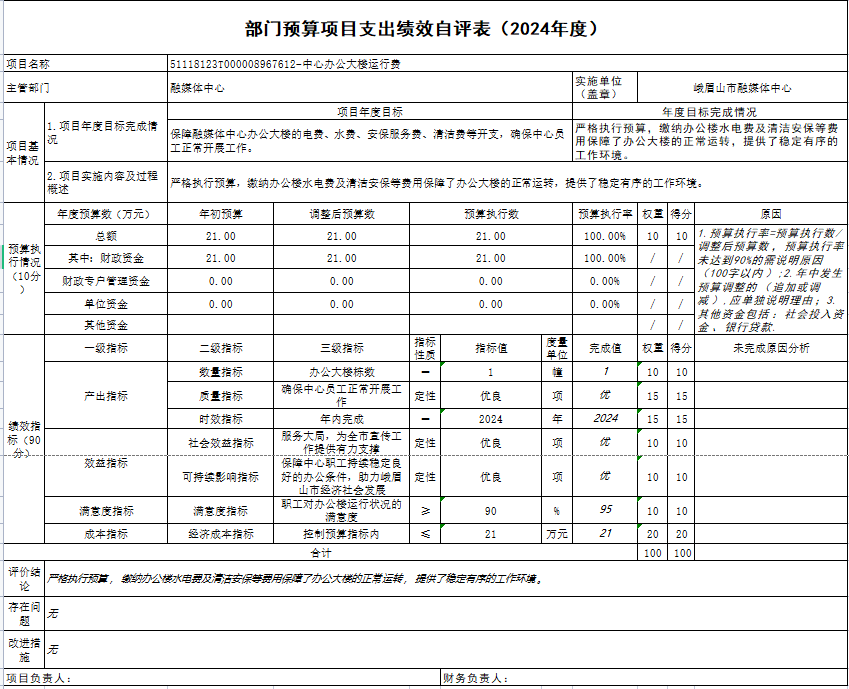 部门预算项目支出绩效自评表（2024年度）
项目名称 51118123T000008967612-中心办公大楼运行费
主管部门 融媒体中心 实施单位（盖章） 峨眉山市融媒体中心
项目基本情况
1.项目年度目标完成情况
项目年度目标 年度目标完成情况
保障融媒体中心办公大楼的电费、水费、安保服务费、清洁费等开支，确保中心员
工正常开展工作。
严格执行预算，缴纳办公楼水电费及清洁安保等费
用保障了办公大楼的正常运转，提供了稳定有序的
工作环境。
2.项目实施内容及过程概述
严格执行预算，缴纳办公楼水电费及清洁安保等费用保障了办公大楼的正常运转，提供了稳定有序的工作环境。
预算执行情况（10分）
年度预算数（万元） 年初预算 调整后预算数 预算执行数 预算执行率 权重 得分 原因
总额 21.00 21.00 21.00 100.00% 10 10
其中：财政资金 21.00 21.00 21.00 100.00% / /
财政专户管理资金 0.00 0.00 0.00 0.00% / /
单位资金 0.00 0.00 0.00 0.00% / /
其他资金 / /
1.预算执行率=预算执行数/
调整后预算数，预算执行率
未达到90%的需说明原因
（100字以内）;2.年中发生
预算调整的（追加或调
减）,应单独说明理由；3.
其他资金包括：社会投入资
金、银行贷款.
绩效指标（90分）
一级指标 二级指标 三级指标 指标性质 指标值 度量单位 完成值 权重 得分 未完成原因分析
产出指标
数量指标 办公大楼栋数 － 1 幢 1 10 10
质量指标 确保中心员工正常开展工作 定性 优良 项 优 15 15
时效指标 年内完成 － 2024 年 2024 15 15
效益指标
社会效益指标 服务大局，为全市宣传工作提供有力支撑 定性 优良 项 优 10 10
可持续影响指标 保障中心职工持续稳定良好的办公条件，助力峨眉山市经济社会发展 定性 优良 项 优 10 10
满意度指标 满意度指标 职工对办公楼运行状况的满意度 ≥ 90 % 95 10 10
成本指标 经济成本指标 控制预算指标内 ≤ 21 万元 21 20 20
合计 100 100
评价结论 严格执行预算，缴纳办公楼水电费及清洁安保等费用保障了办公大楼的正常运转，提供了稳定有序的工作环境。
存在问题 无
改进措施 无
项目负责人： 财务负责人：